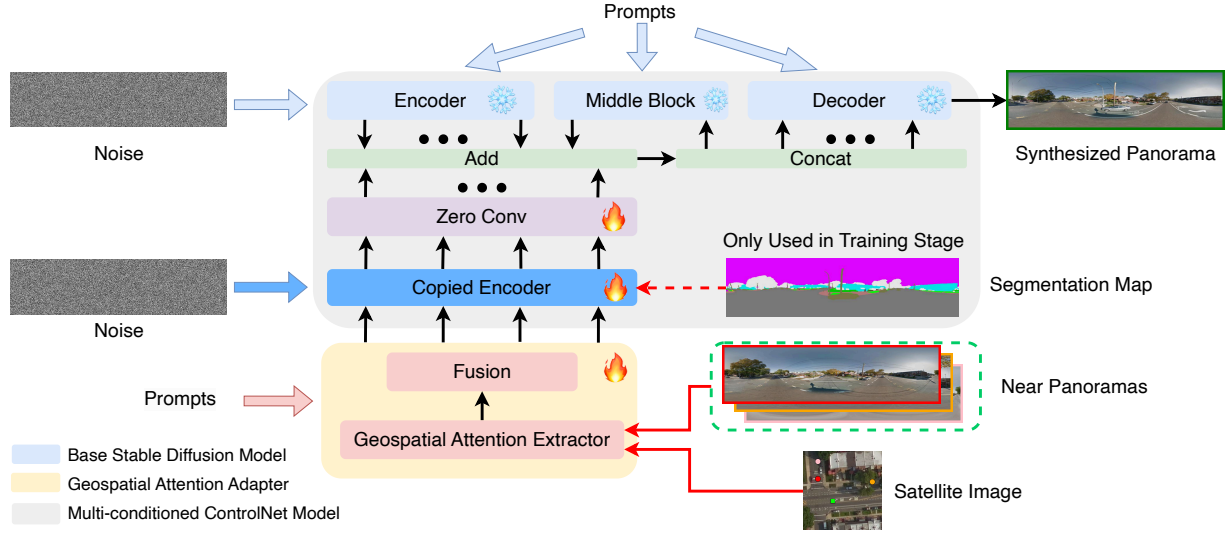 Prompts
Encoder
Middle Block
Decoder
Noise
Add
Concat
Synthesized Panorama
Zero Conv
Only Used in Training Stage
Copied Encoder
Segmentation Map
Noise
Fusion
Near Panoramas
Prompts
Geospatial Attention Extractor
Base Stable Diffusion Model
Geospatial Attention Adapter
Satellite Image
Multi-conditioned ControlNet Model